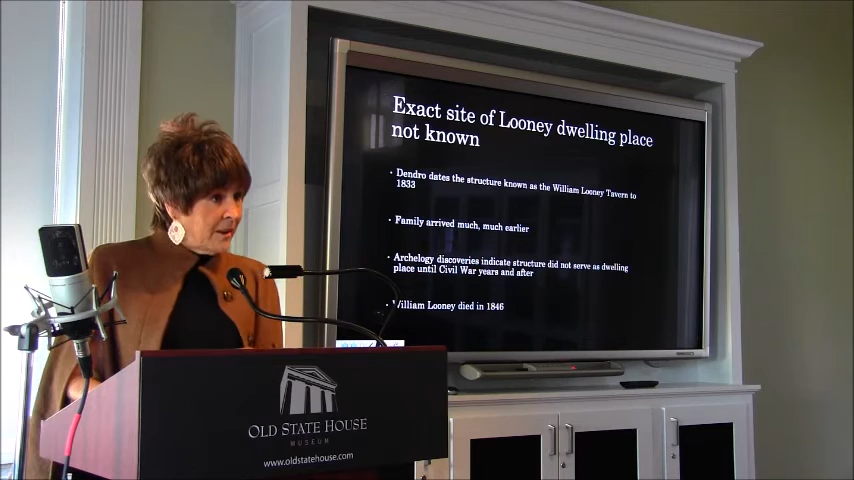 Exact site of Looney dwelling place
not known
• Dendro dates the structure known as the William Looney Tavern to
1833
• Family arrived much, much earlier
• Archelogy discoveries indicate structure did not serve as dwelling
place until Civil War years and after
• William Looney died in 1846
OLD STATE HOUSE
MUSEUM
www.oldstatehouse.com